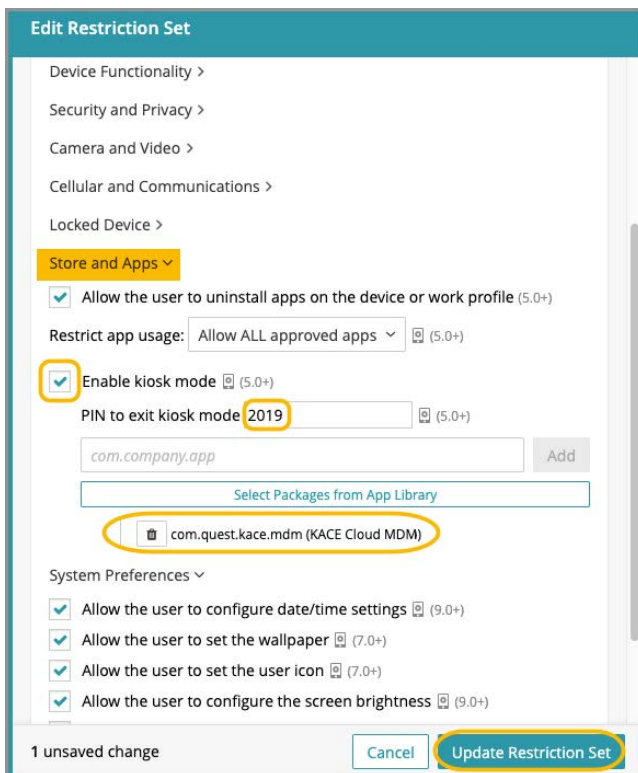 Edit Restriction Set
Device Functionality >
Security and Privacy >
Camera and Video >
Cellular and Communications >
Locked Device >
Store and Apps
Allow the user to uninstall apps on the device or work profile (5.0+)
Restrict app usage: Allow ALL approved apps (5.0+)
Enable kiosk mode (5.0+)
PIN to exit kiosk mode 2019 (5.0+)
com.company.app Add
Select Packages from App Library
com.quest.kace.mdm (KACE Cloud MDM)
System Preferences
Allow the user to configure date/time settings (9.0+)
Allow the user to set the wallpaper (7.0+)
Allow the user to set the user icon (7.0+)
Allow the user to configure the screen brightness (9.0+)
1 unsaved change Cancel Update Restriction Set